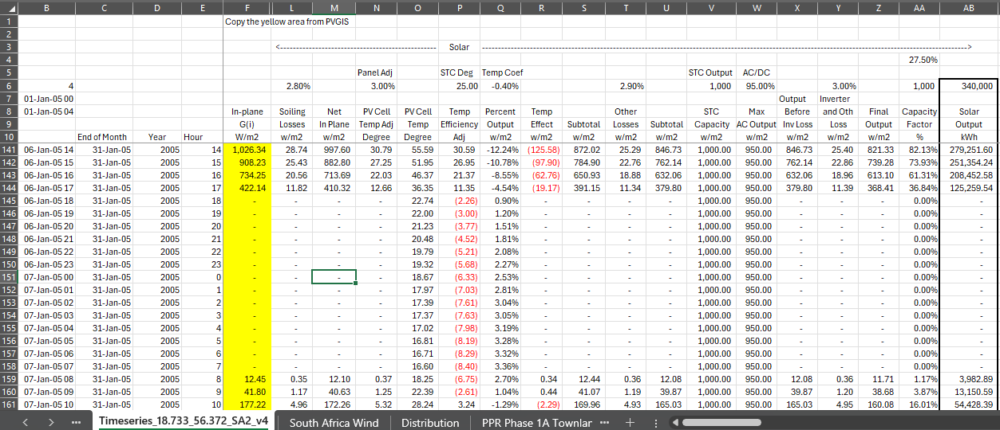 B C D E F L M N O P Q R S T U V W X Y Z AA AB
1 Copy the yellow area from PVGIS
2
3 <------------------------------------------------- Solar ------------------------------------------------->
4 27.50%
5 Panel Adj STC Deg Temp Coef STC Output AC/DC
6 4 2.80% 3.00% 25.00 -0.40% 2.90% 1,000 95.00% 3.00% 1,000 340,000
7 01-Jan-05 00 Output Inverter
8 01-Jan-05 04 In-plane Soiling Net PV Cell PV Cell Temp Percent Temp Other STC Max Before and Oth Final Capacity Solar
9 G(i) Losses In Plane Temp Adj Temp Efficiency Output Effect Subtotal Losses Subtotal Capacity AC Output Inv Loss Loss Output Factor Output
10 End of Month Year Hour W/m2 w/m2 w/m2 Degree Degree Adj w/m2 w/m2 w/m2 w/m2 w/m2 w/m2 w/m2 w/m2 w/m2 w/m2 % kWh
141 06-Jan-05 14 31-Jan-05 2005 14 1,026.34 28.74 997.60 30.79 55.59 30.59 -12.24% (125.58) 872.02 25.29 846.73 1,000.00 950.00 846.73 25.40 821.33 82.13% 279,251.60
142 06-Jan-05 15 31-Jan-05 2005 15 908.23 25.43 882.80 27.25 51.95 26.95 -10.78% (97.90) 784.90 22.76 762.14 1,000.00 950.00 762.14 22.86 739.28 73.93% 251,354.24
143 06-Jan-05 16 31-Jan-05 2005 16 734.25 20.56 713.69 22.03 46.37 21.37 -8.55% (62.76) 650.93 18.88 632.06 1,000.00 950.00 632.06 18.96 613.10 61.31% 208,452.58
144 06-Jan-05 17 31-Jan-05 2005 17 422.14 11.82 410.32 12.66 36.35 11.35 -4.54% (19.17) 391.15 11.34 379.80 1,000.00 950.00 379.80 11.39 368.41 36.84% 125,259.54
145 06-Jan-05 18 31-Jan-05 2005 18 - - - - 22.74 (2.26) 0.90% - - - - 1,000.00 950.00 - - - 0.00% -
146 06-Jan-05 19 31-Jan-05 2005 19 - - - - 22.00 (3.00) 1.20% - - - - 1,000.00 950.00 - - - 0.00% -
147 06-Jan-05 20 31-Jan-05 2005 20 - - - - 21.23 (3.77) 1.51% - - - - 1,000.00 950.00 - - - 0.00% -
148 06-Jan-05 21 31-Jan-05 2005 21 - - - - 20.48 (4.52) 1.81% - - - - 1,000.00 950.00 - - - 0.00% -
149 06-Jan-05 22 31-Jan-05 2005 22 - - - - 19.79 (5.21) 2.08% - - - - 1,000.00 950.00 - - - 0.00% -
150 06-Jan-05 23 31-Jan-05 2005 23 - - - - 19.32 (5.68) 2.27% - - - - 1,000.00 950.00 - - - 0.00% -
151 07-Jan-05 00 31-Jan-05 2005 0 - - - - 18.67 (6.33) 2.53% - - - - 1,000.00 950.00 - - - 0.00% -
152 07-Jan-05 01 31-Jan-05 2005 1 - - - - 17.97 (7.03) 2.81% - - - - 1,000.00 950.00 - - - 0.00% -
153 07-Jan-05 02 31-Jan-05 2005 2 - - - - 17.39 (7.61) 3.04% - - - - 1,000.00 950.00 - - - 0.00% -
154 07-Jan-05 03 31-Jan-05 2005 3 - - - - 17.37 (7.63) 3.05% - - - - 1,000.00 950.00 - - - 0.00% -
155 07-Jan-05 04 31-Jan-05 2005 4 - - - - 17.02 (7.98) 3.19% - - - - 1,000.00 950.00 - - - 0.00% -
156 07-Jan-05 05 31-Jan-05 2005 5 - - - - 16.81 (8.19) 3.28% - - - - 1,000.00 950.00 - - - 0.00% -
157 07-Jan-05 06 31-Jan-05 2005 6 - - - - 16.71 (8.29) 3.32% - - - - 1,000.00 950.00 - - - 0.00% -
158 07-Jan-05 07 31-Jan-05 2005 7 - - - - 16.60 (8.40) 3.36% - - - - 1,000.00 950.00 - - - 0.00% -
159 07-Jan-05 08 31-Jan-05 2005 8 12.45 0.35 12.10 0.37 18.25 (6.75) 2.70% 0.34 12.44 0.36 12.08 1,000.00 950.00 12.08 0.36 11.71 1.17% 3,982.89
160 07-Jan-05 09 31-Jan-05 2005 9 41.80 1.17 40.63 1.25 22.39 (2.61) 1.04% 0.44 41.07 1.19 39.87 1,000.00 950.00 39.87 1.20 38.68 3.87% 13,150.59
161 07-Jan-05 10 31-Jan-05 2005 10 177.22 4.96 172.26 5.32 28.24 3.24 -1.29% (2.29) 169.96 4.93 165.03 1,000.00 950.00 165.03 4.95 160.08 16.01% 54,428.39
Timeseries_18.733_56.372_SA2_v4 South Africa Wind Distribution PPR Phase 1A Townlar